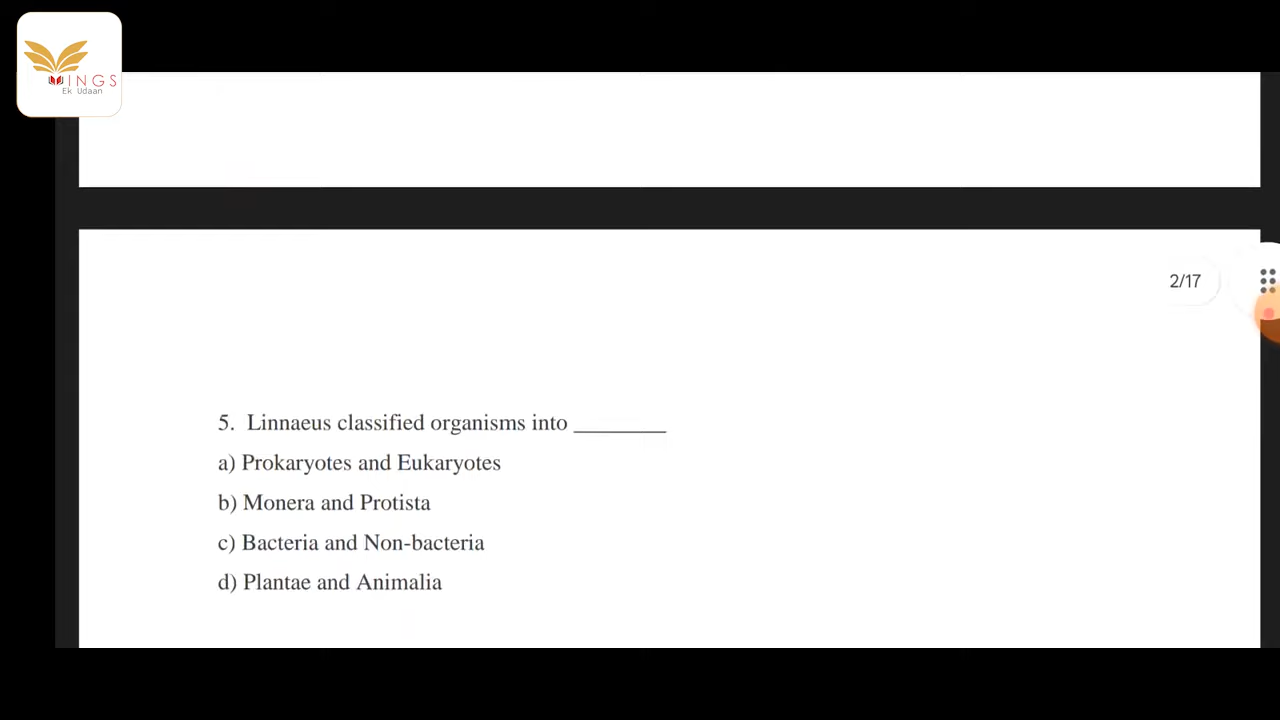 WINGS
Ek Udaan
2/17
5. Linnaeus classified organisms into ________
a) Prokaryotes and Eukaryotes
b) Monera and Protista
c) Bacteria and Non-bacteria
d) Plantae and Animalia